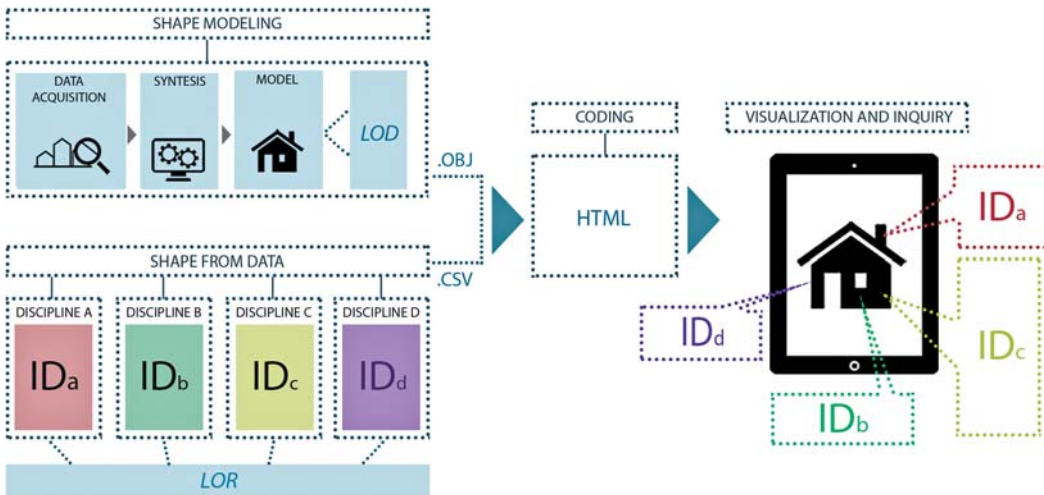 SHAPE MODELING
DATA
ACQUISITION
SYNTESIS
MODEL
LOD
.OBJ
CODING
HTML
VISUALIZATION AND INQUIRY
IDa
IDd
IDc
IDb
SHAPE FROM DATA
.CSV
DISCIPLINE A
DISCIPLINE B
DISCIPLINE C
DISCIPLINE D
IDa
IDb
IDc
IDd
LOR